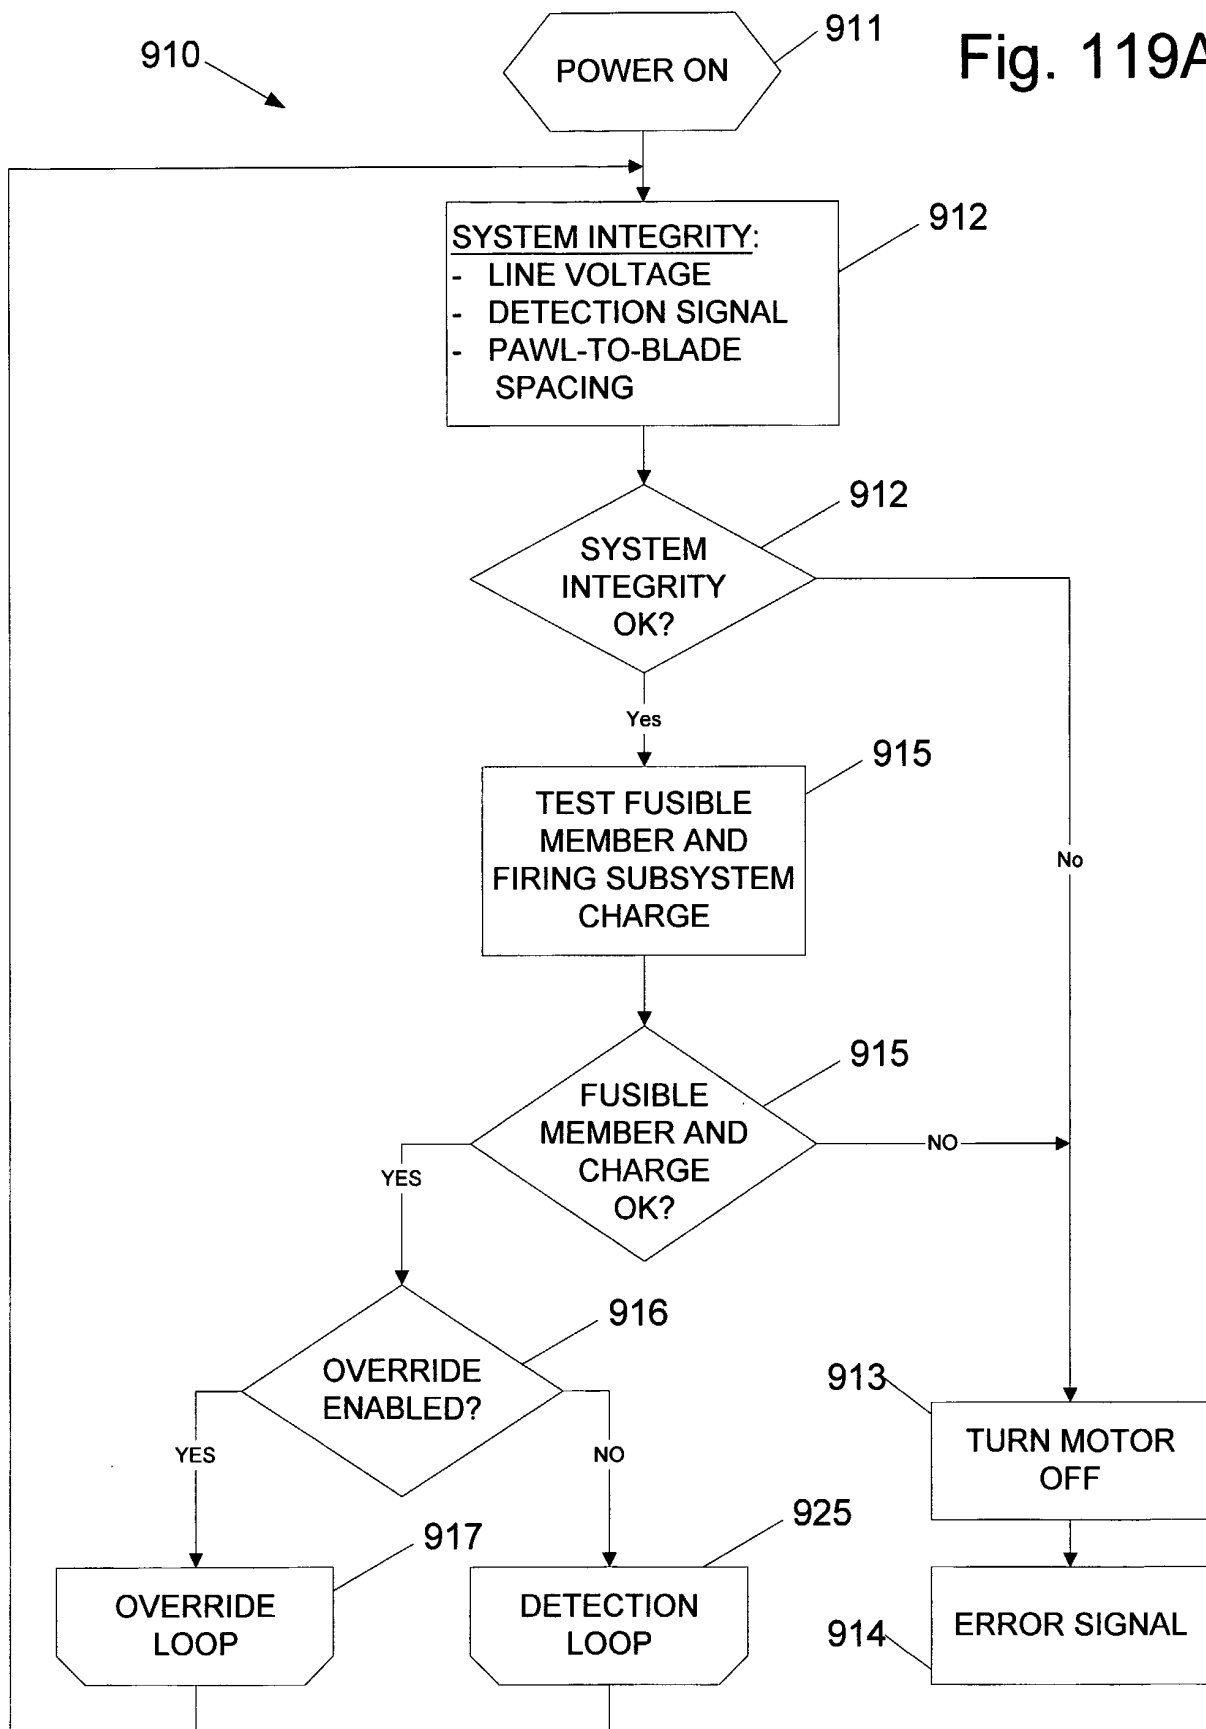 910
POWER ON
911
Fig. 119A
SYSTEM INTEGRITY:
- LINE VOLTAGE
- DETECTION SIGNAL
- PAWL-TO-BLADE
SPACING
912
SYSTEM
INTEGRITY
OK?
912
Yes
No
TEST FUSIBLE
MEMBER AND
FIRING SUBSYSTEM
CHARGE
915
FUSIBLE
MEMBER AND
CHARGE
OK?
915
YES
NO
OVERRIDE
ENABLED?
916
YES
NO
913
TURN MOTOR
OFF
OVERRIDE
LOOP
917
DETECTION
LOOP
925
914
ERROR SIGNAL